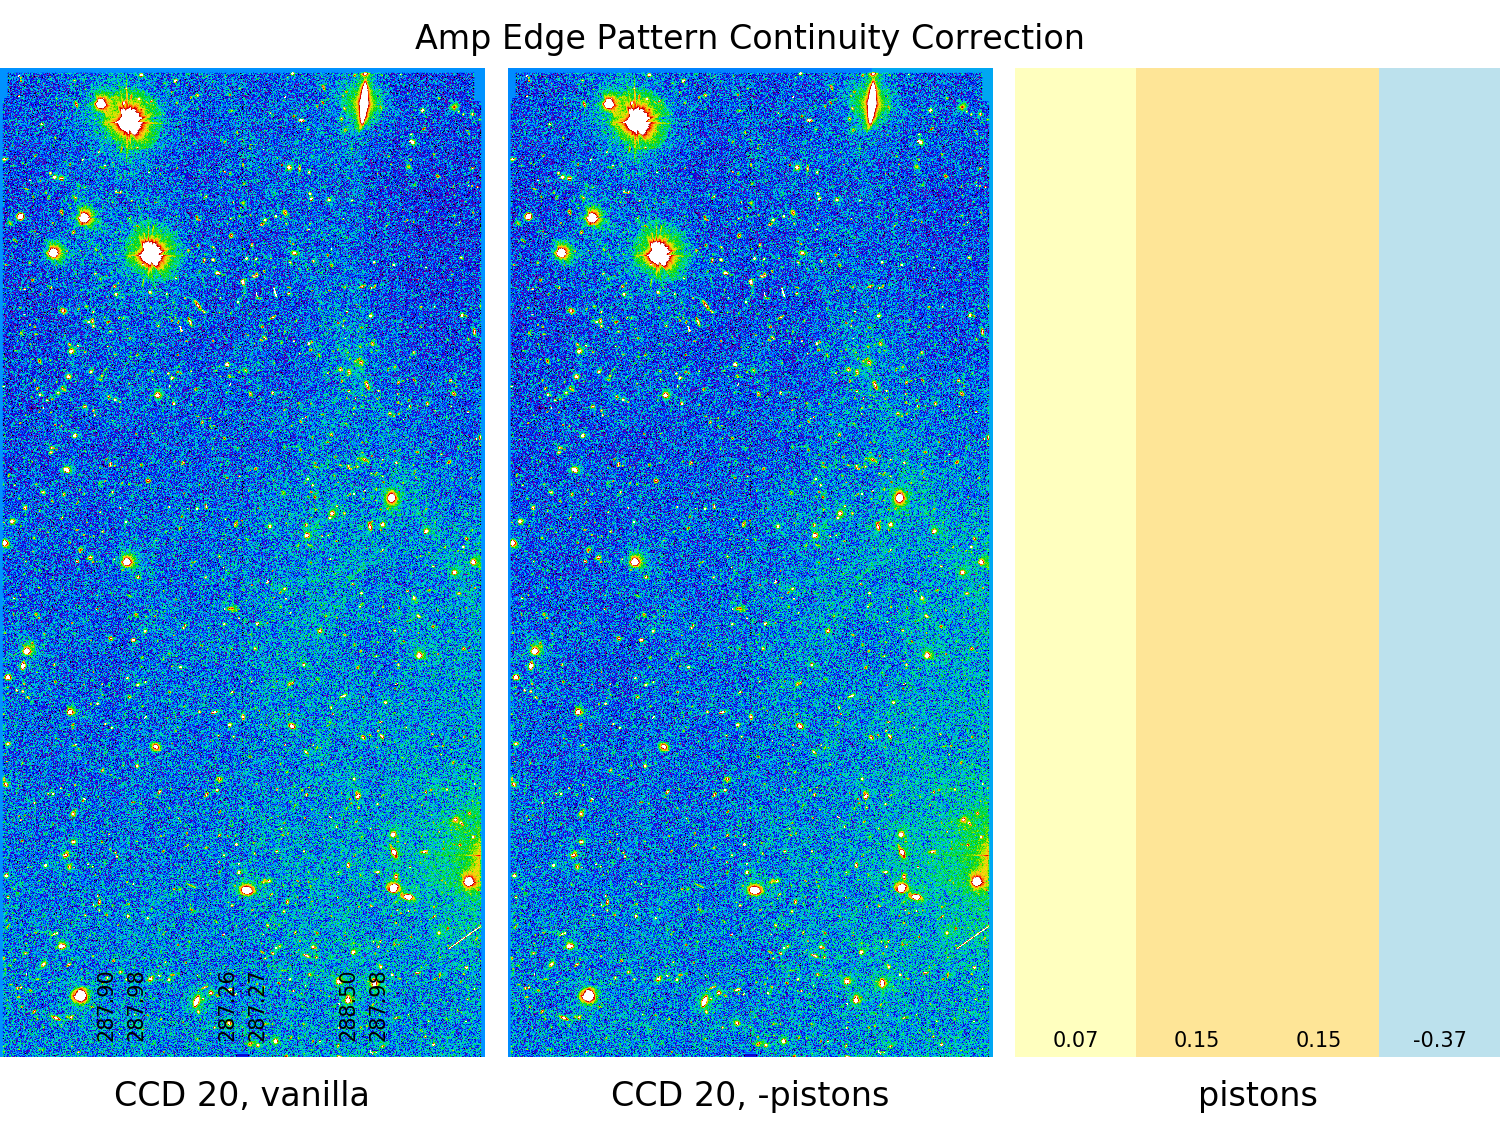 Amp Edge Pattern Continuity Correction
287.90
287.98
287.26
287.27
288.50
287.98
0.07
0.15
0.15
-0.37
CCD 20, vanilla
CCD 20, -pistons
pistons